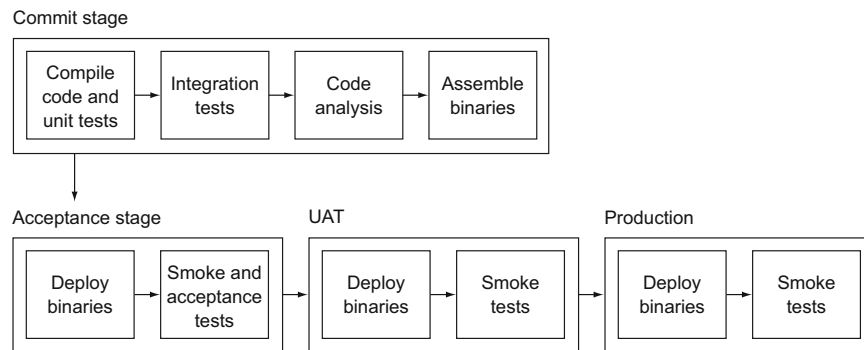 Commit stage
Compile
code and
unit tests
Integration
tests
Code
analysis
Assemble
binaries
Acceptance stage
Deploy
binaries
Smoke and
acceptance
tests
UAT
Deploy
binaries
Smoke
tests
Production
Deploy
binaries
Smoke
tests